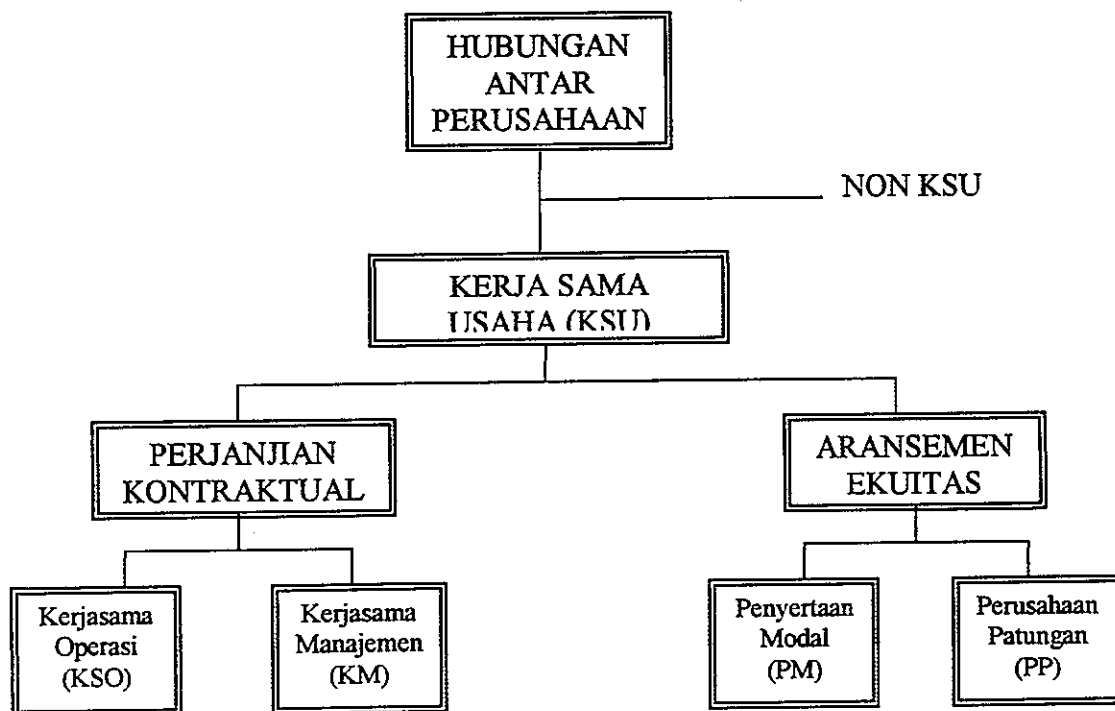 HUBUNGAN
ANTAR
PERUSAHAAN
NON KSU
KERJA SAMA
USAHA (KSU)
PERJANJIAN
KONTRAKTUAL
ARANSEMEN
EKUITAS
Kerjasama
Operasi
(KSO)
Kerjasama
Manajemen
(KM)
Penyertaan
Modal
(PM)
Perusahaan
Patungan
(PP)